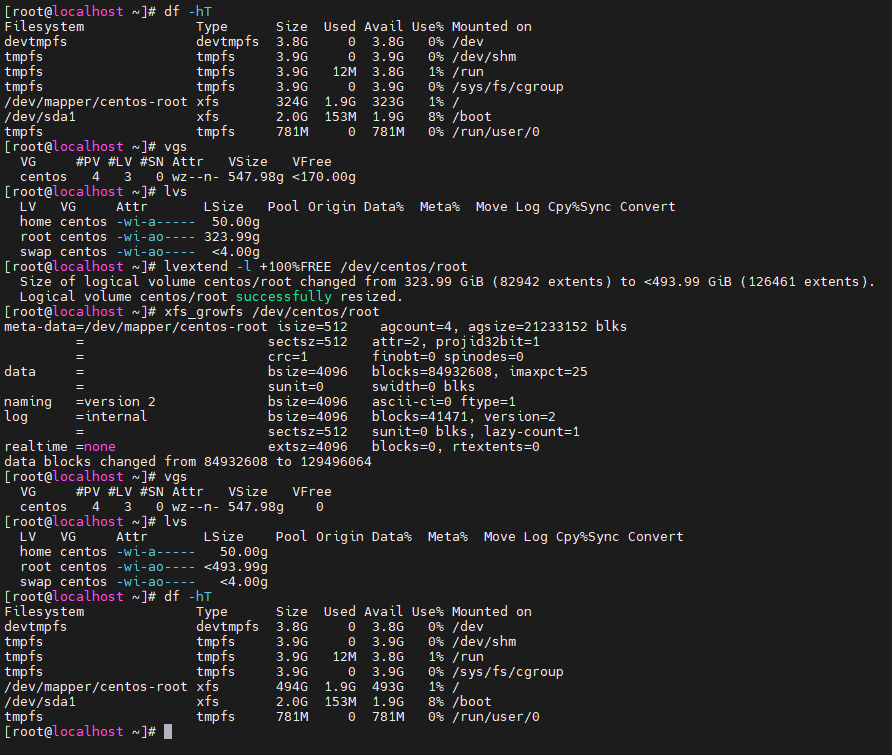 [root@localhost ~]# df -hT
Filesystem              Type      Size  Used Avail Use% Mounted on
devtmpfs                devtmpfs  3.8G     0  3.8G   0% /dev
tmpfs                   tmpfs     3.9G     0  3.9G   0% /dev/shm
tmpfs                   tmpfs     3.9G   12M  3.8G   1% /run
tmpfs                   tmpfs     3.9G     0  3.9G   0% /sys/fs/cgroup
/dev/mapper/centos-root xfs       324G  1.9G  323G   1% /
/dev/sda1               xfs       2.0G  153M  1.9G   8% /boot
tmpfs                   tmpfs     781M     0  781M   0% /run/user/0
[root@localhost ~]# vgs
  VG     #PV #LV #SN Attr   VSize   VFree
  centos   4   3   0 wz--n- 547.98g <170.00g
[root@localhost ~]# lvs
  LV   VG     Attr       LSize   Pool Origin Data%  Meta%  Move Log Cpy%Sync Convert
  home centos -wi-a-----  50.00g
  root centos -wi-ao---- 323.99g
  swap centos -wi-ao----  <4.00g
[root@localhost ~]# lvextend -l +100%FREE /dev/centos/root
  Size of logical volume centos/root changed from 323.99 GiB (82942 extents) to <493.99 GiB (126461 extents).
  Logical volume centos/root successfully resized.
[root@localhost ~]# xfs_growfs /dev/centos/root
meta-data=/dev/mapper/centos-root isize=512    agcount=4, agsize=21233152 blks
         =                       sectsz=512   attr=2, projid32bit=1
         =                       crc=1        finobt=0 spinodes=0
data     =                       bsize=4096   blocks=84932608, imaxpct=25
         =                       sunit=0      swidth=0 blks
naming   =version 2              bsize=4096   ascii-ci=0 ftype=1
log      =internal               bsize=4096   blocks=41471, version=2
         =                       sectsz=512   sunit=0 blks, lazy-count=1
realtime =none                   extsz=4096   blocks=0, rtextents=0
data blocks changed from 84932608 to 129496064
[root@localhost ~]# vgs
  VG     #PV #LV #SN Attr   VSize   VFree
  centos   4   3   0 wz--n- 547.98g    0
[root@localhost ~]# lvs
  LV   VG     Attr       LSize    Pool Origin Data%  Meta%  Move Log Cpy%Sync Convert
  home centos -wi-a-----   50.00g
  root centos -wi-ao---- <493.99g
  swap centos -wi-ao----   <4.00g
[root@localhost ~]# df -hT
Filesystem              Type      Size  Used Avail Use% Mounted on
devtmpfs                devtmpfs  3.8G     0  3.8G   0% /dev
tmpfs                   tmpfs     3.9G     0  3.9G   0% /dev/shm
tmpfs                   tmpfs     3.9G   12M  3.8G   1% /run
tmpfs                   tmpfs     3.9G     0  3.9G   0% /sys/fs/cgroup
/dev/mapper/centos-root xfs       494G  1.9G  493G   1% /
/dev/sda1               xfs       2.0G  153M  1.9G   8% /boot
tmpfs                   tmpfs     781M     0  781M   0% /run/user/0
[root@localhost ~]#